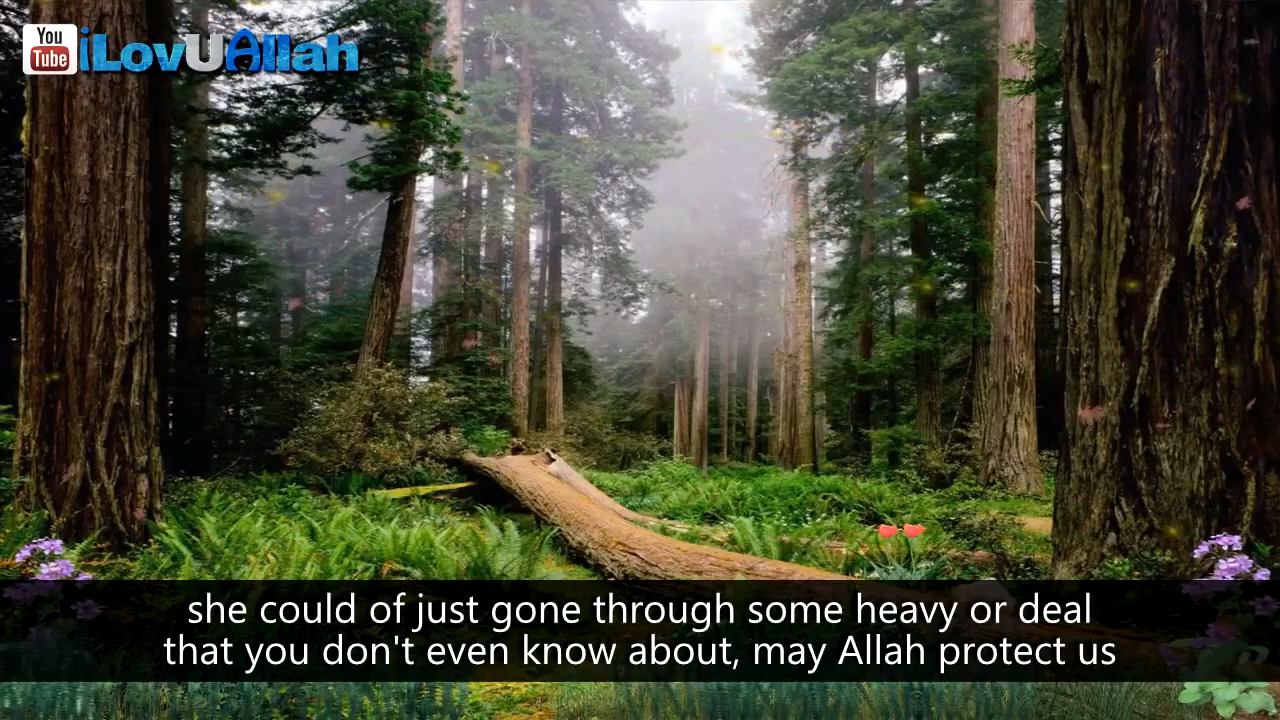 You
Tube
iLovUAllah
she could of just gone through some heavy or deal
that you don't even know about, may Allah protect us